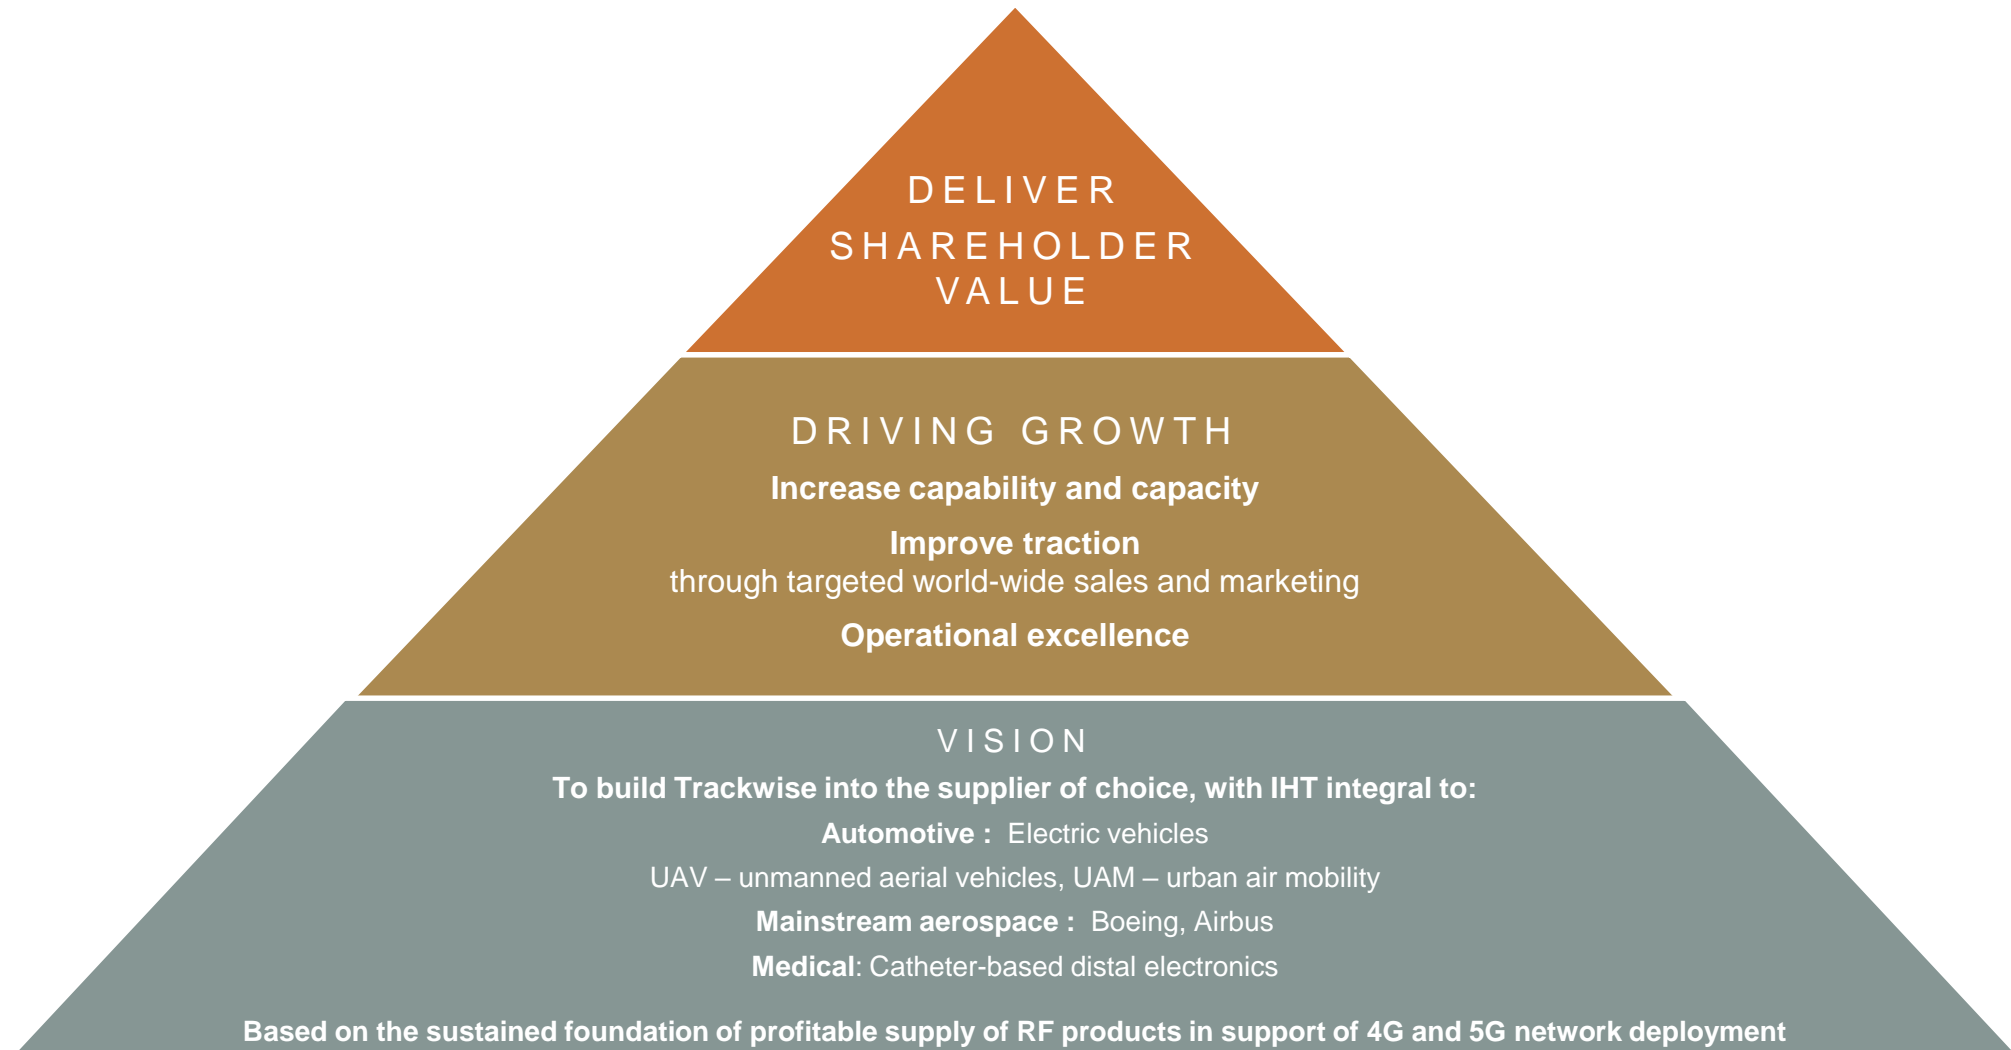 DELIVER
SHAREHOLDER
VALUE
DRIVING GROWTH
Increase capability and capacity
Improve traction
through targeted world-wide sales and marketing
Operational excellence
VISION
To build Trackwise into the supplier of choice, with IHT integral to:
Automotive : Electric vehicles
UAV – unmanned aerial vehicles, UAM – urban air mobility
Mainstream aerospace : Boeing, Airbus
Medical: Catheter-based distal electronics
Based on the sustained foundation of profitable supply of RF products in support of 4G and 5G network deployment